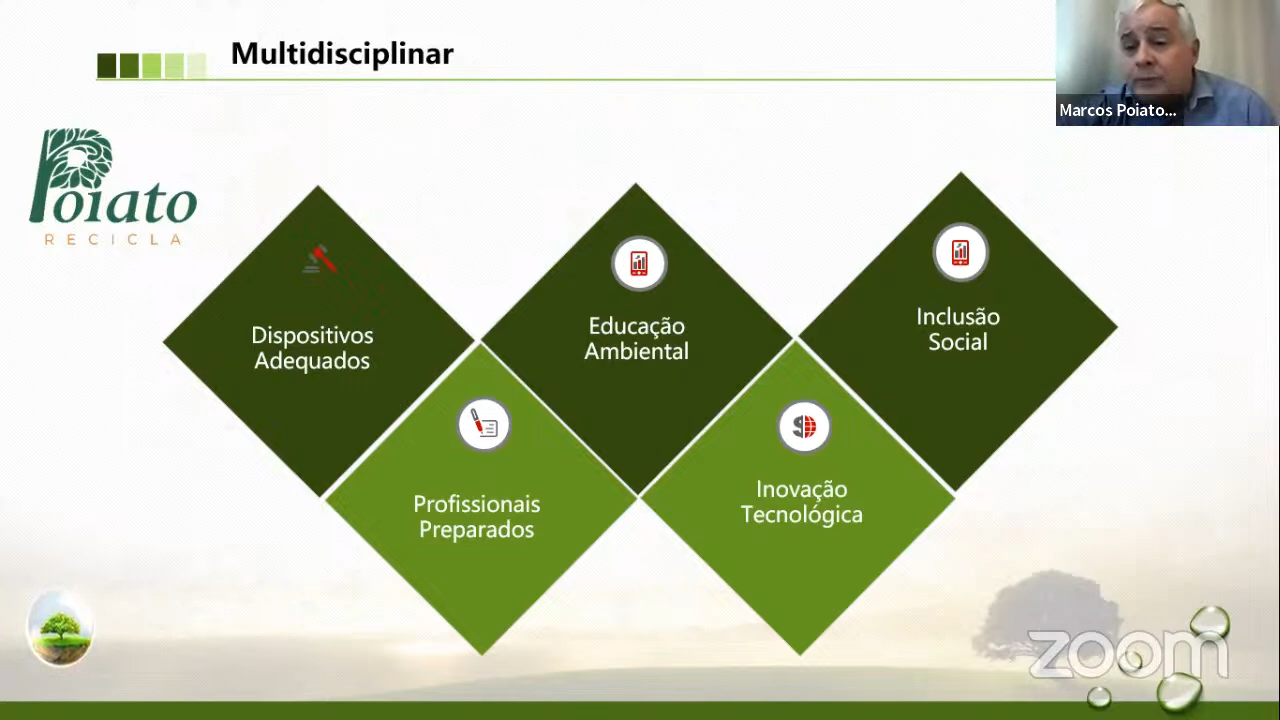 Multidisciplinar
Marcos Poiato...
Poiato
RECICLA
Dispositivos
Adequados
Educação
Ambiental
Inclusão
Social
Profissionais
Preparados
Inovação
Tecnológica
zoom